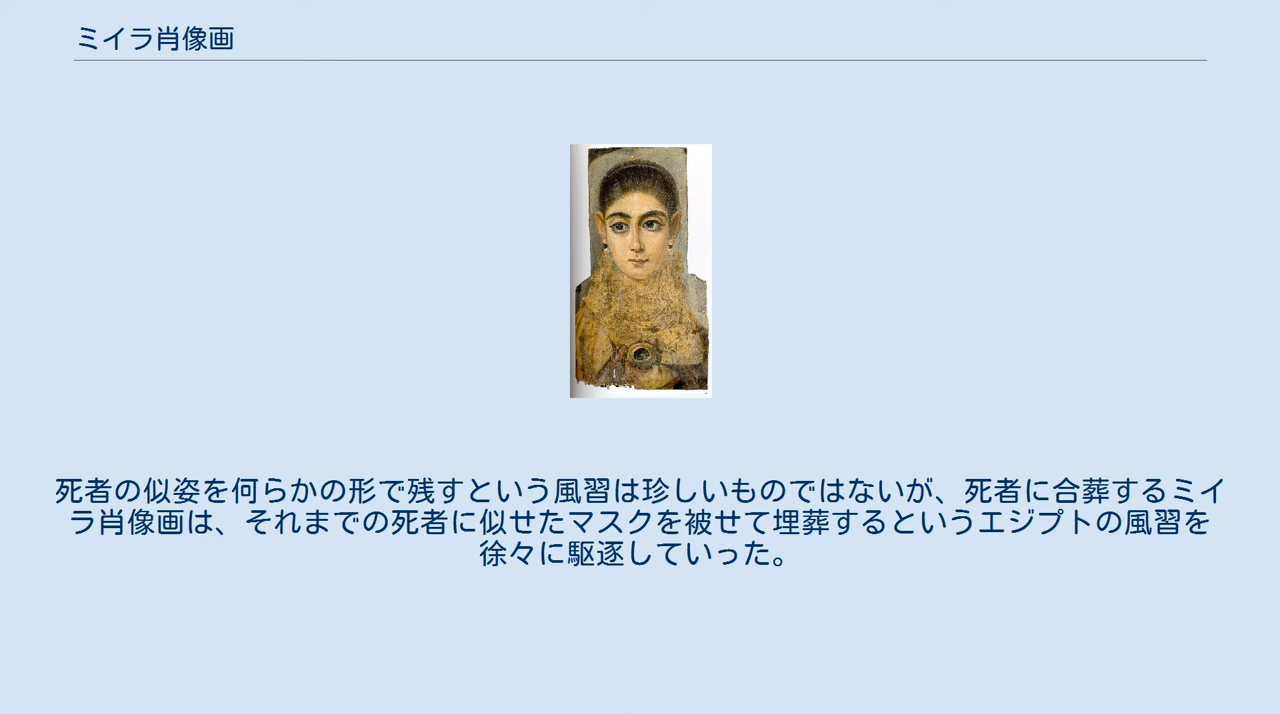 ミイラ肖像画
死者の似姿を何らかの形で残すという風習は珍しいものではないが、死者に合葬するミイ
ラ肖像画は、それまでの死者に似せたマスクを被せて埋葬するというエジプトの風習を
徐々に駆逐していった。